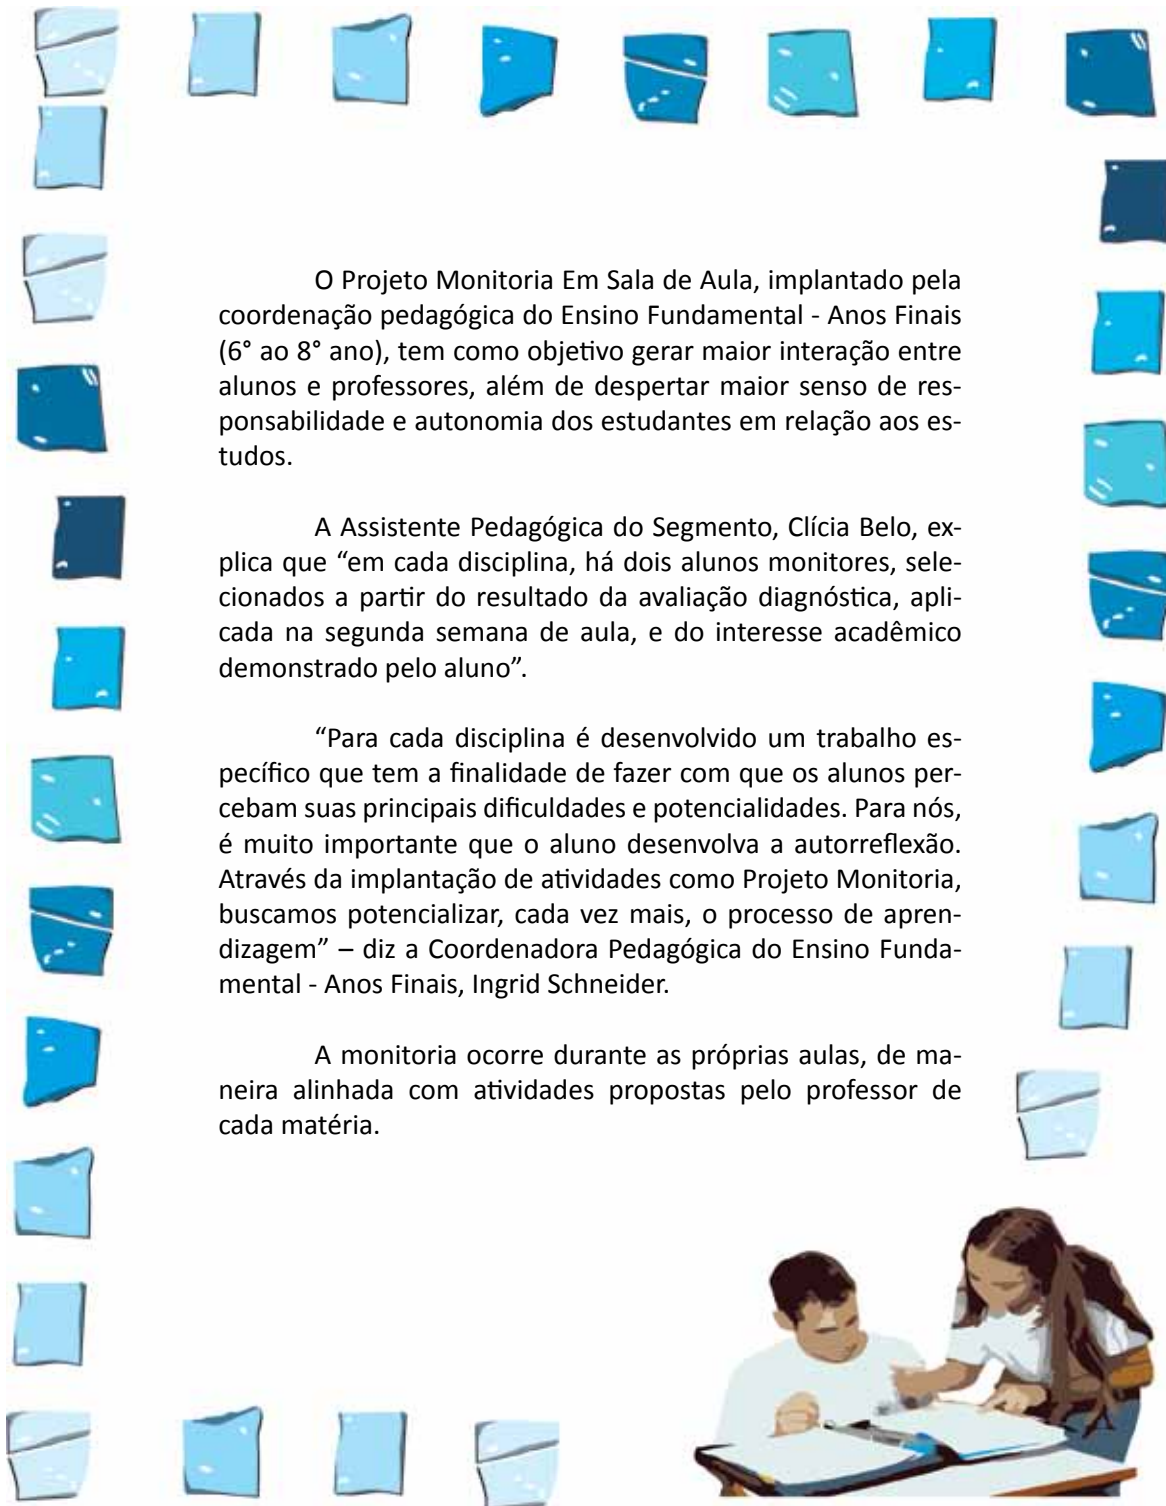 O Projeto Monitoria Em Sala de Aula, implantado pela
coordenação pedagógica do Ensino Fundamental - Anos Finais
(6° ao 8° ano), tem como objetivo gerar maior interação entre
alunos e professores, além de despertar maior senso de res-
ponsabilidade e autonomia dos estudantes em relação aos es-
tudos.
A Assistente Pedagógica do Segmento, Clícia Belo, ex-
plica que “em cada disciplina, há dois alunos monitores, sele-
cionados a partir do resultado da avaliação diagnóstica, apli-
cada na segunda semana de aula, e do interesse acadêmico
demonstrado pelo aluno”.
“Para cada disciplina é desenvolvido um trabalho es-
pecífico que tem a finalidade de fazer com que os alunos per-
cebam suas principais dificuldades e potencialidades. Para nós,
é muito importante que o aluno desenvolva a autorreflexão.
Através da implantação de atividades como Projeto Monitoria,
buscamos potencializar, cada vez mais, o processo de apren-
dizagem” – diz a Coordenadora Pedagógica do Ensino Funda-
mental - Anos Finais, Ingrid Schneider.
A monitoria ocorre durante as próprias aulas, de ma-
neira alinhada com atividades propostas pelo professor de
cada matéria.